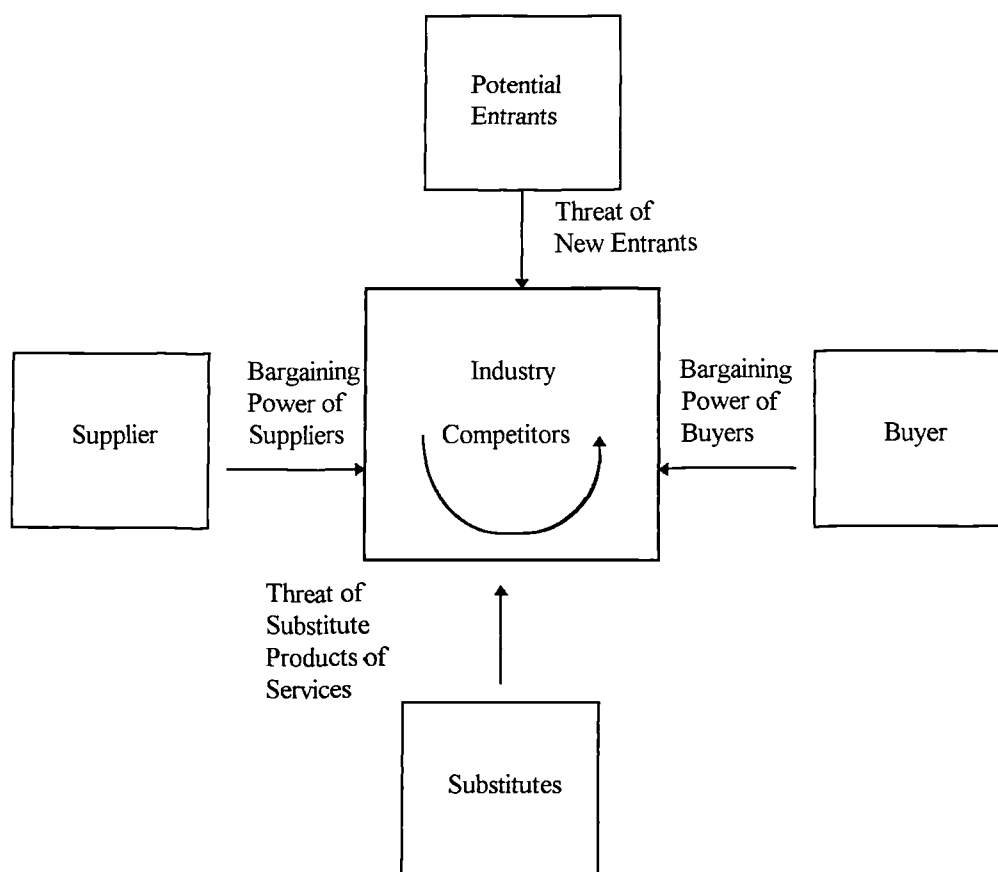 Potential
Entrants
Threat of
New Entrants
Supplier
Bargaining
Power of
Suppliers
Industry
Competitors
Bargaining
Power of
Buyers
Buyer
Threat of
Substitute
Products of
Services
Substitutes